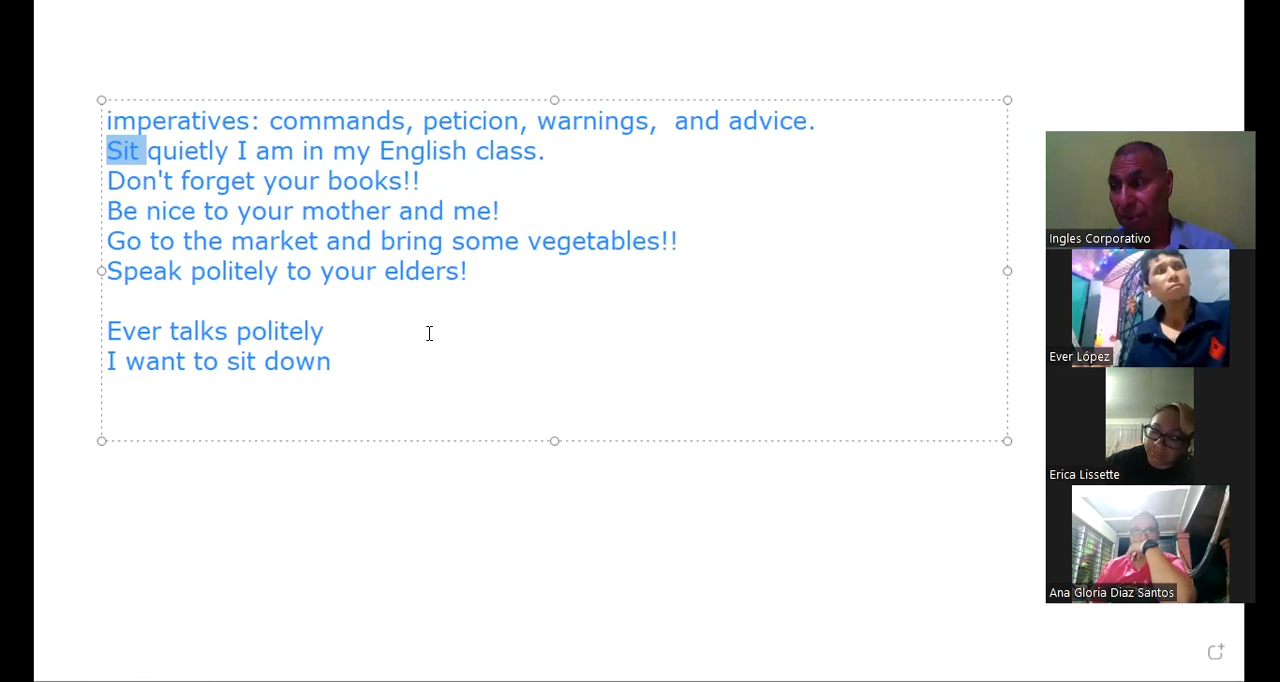 imperatives: commands, peticion, warnings,  and advice.
Sit quietly I am in my English class.
Don't forget your books!!
Be nice to your mother and me!
Go to the market and bring some vegetables!!
Speak politely to your elders!
Ever talks politely
I want to sit down
Ingles Corporativo
Ever López
Erica Lissette
Ana Gloria Diaz Santos